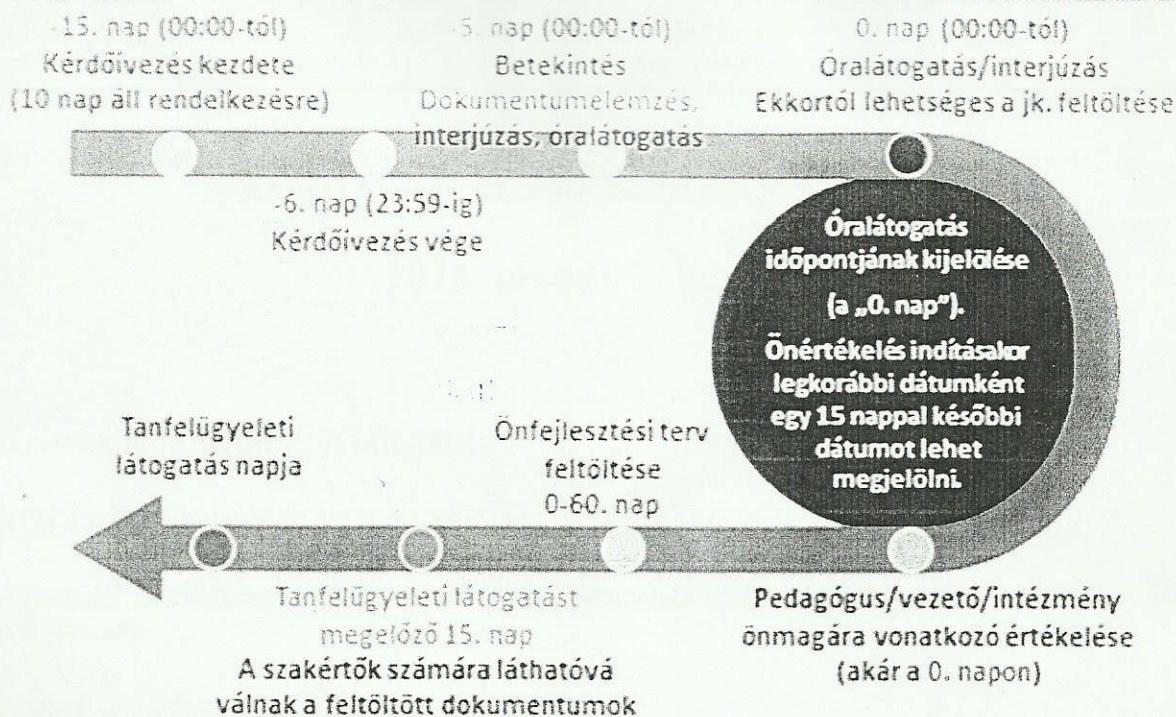 -15. nap (00:00-tól)
Kérdőívezés kezdete
(10 nap áll rendelkezésre)
-5. nap (00:00-tól)
Betekintés
Dokumentumelemzés,
interjúzás, óralátogatás
0. nap (00:00-tól)
Óralátogatás/interjúzás
Ekkortól lehetséges a jk. feltöltése
-6. nap (23:59-ig)
Kérdőívezés vége
Óralátogatás
időpontjának kijelölése
(a „0. nap”).
Önértékelés indításakor
legkorábbi dátumként
egy 15 nappal későbbi
dátumot lehet
megjelölni.
Pedagógus/vezető/intézmény
önmagára vonatkozó értékelése
(akár a 0. napon)
Önfejlesztési terv
feltöltése
0-60. nap
Tanfelügyeleti látogatást
megelőző 15. nap
A szakértők számára láthatóvá
válnak a feltöltött dokumentumok
Tanfelügyeleti
látogatás napja